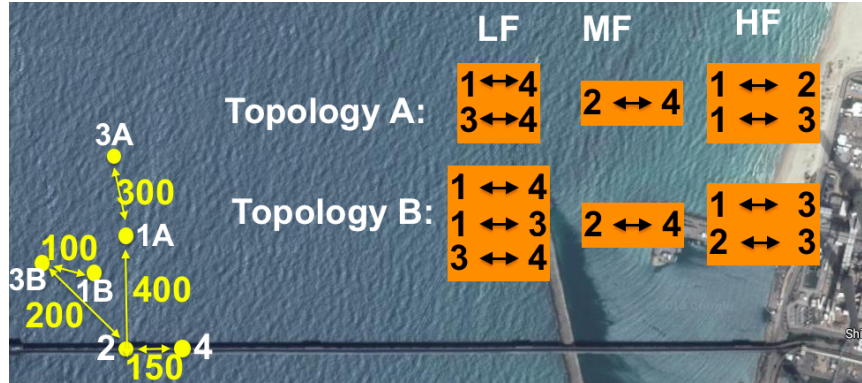 LF MF HF
Topology A:
1 ↔ 4
3 ↔ 4
2 ↔ 4
1 ↔ 2
1 ↔ 3
Topology B:
1 ↔ 4
1 ↔ 3
3 ↔ 4
2 ↔ 4
1 ↔ 3
2 ↔ 3
3A
300
1A
100
3B
1B
400
200
2
4
150
Shi